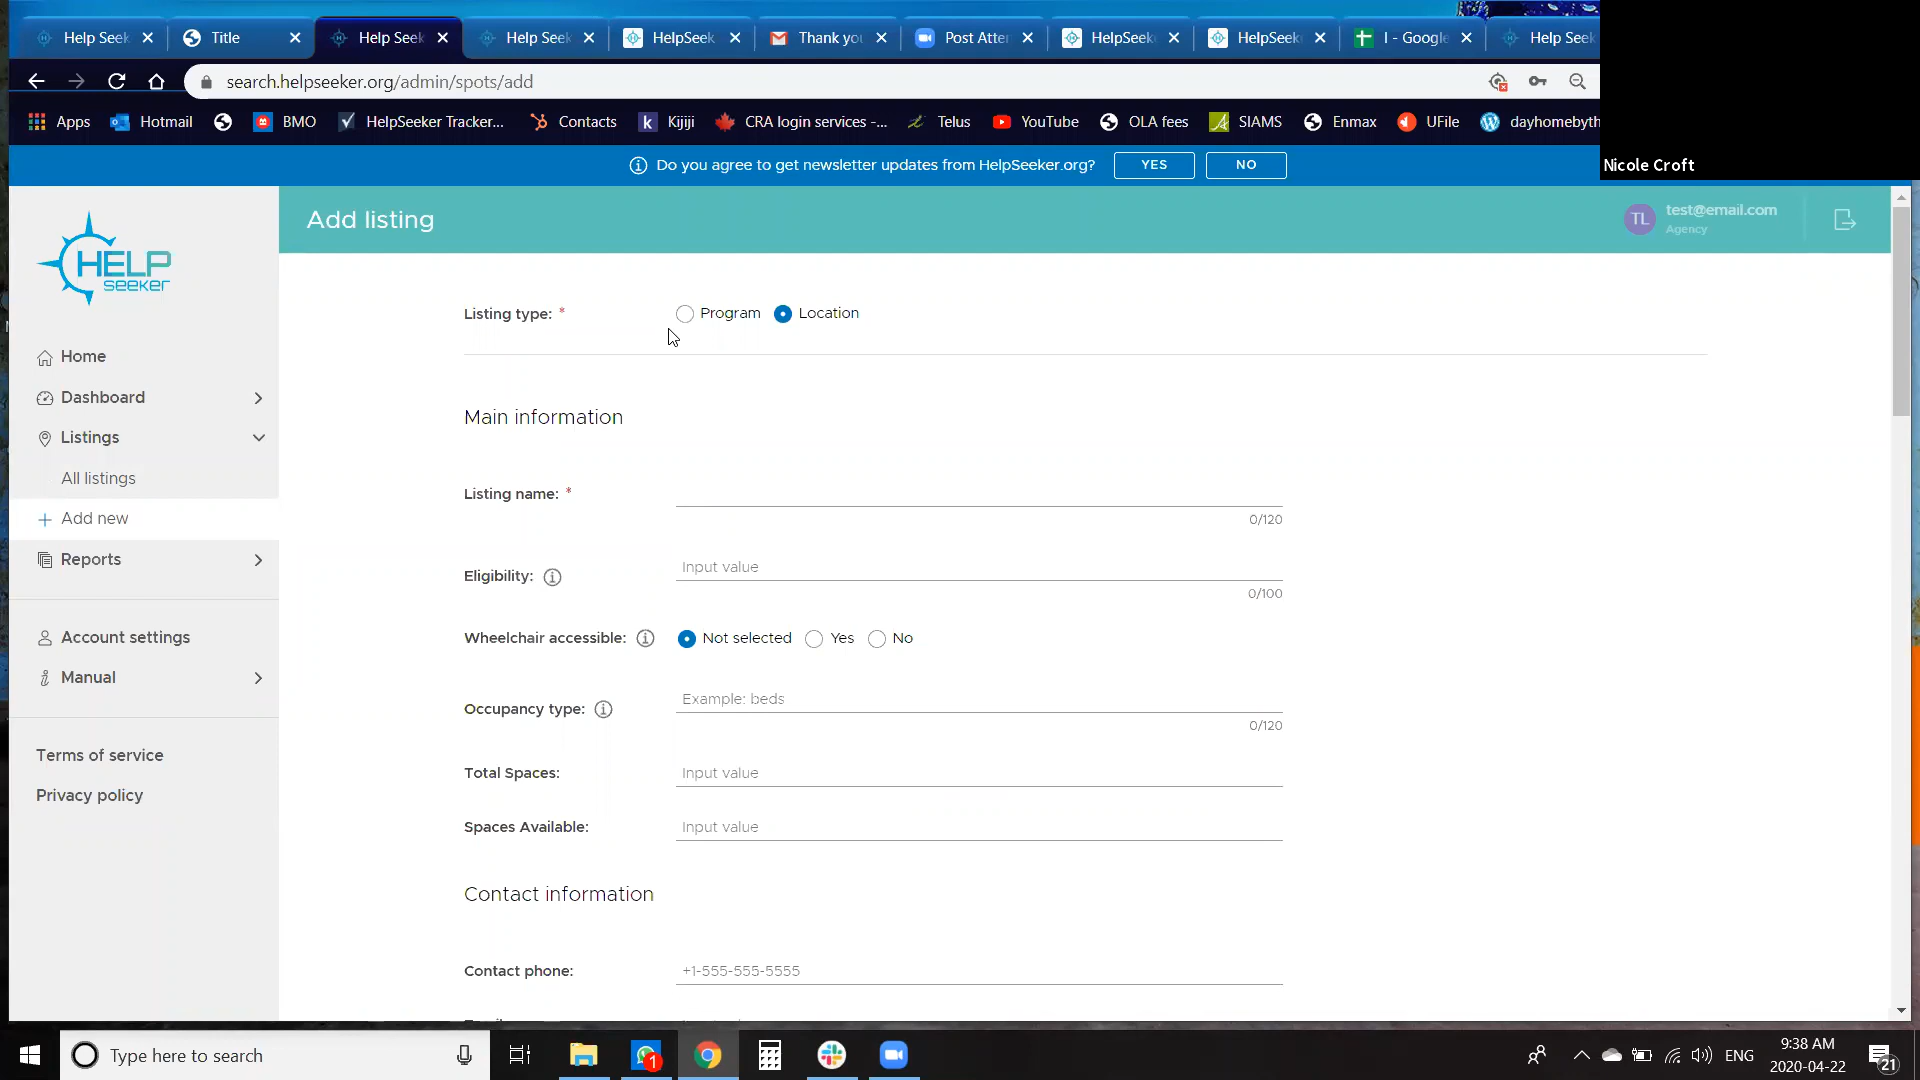 Help Seek
Title
Help Seek
Help Seek
HelpSeek
Thank you
Post Atten
HelpSeek
HelpSeek
I - Google
Help Seek
search.helpseeker.org/admin/spots/add
Apps
Hotmail
BMO
HelpSeeker Tracker...
Contacts
Kijiji
CRA login services -...
Telus
YouTube
OLA fees
SIAMS
Enmax
UFile
dayhomebyth
Do you agree to get newsletter updates from HelpSeeker.org?
YES
NO
Nicole Croft
HELP
seeker
Add listing
TL
test@email.com
Agency
Home
Dashboard
Listings
All listings
Add new
Reports
Account settings
Manual
Terms of service
Privacy policy
Listing type: *
Program
Location
Main information
Listing name: *
0/120
Eligibility:
Input value
0/100
Wheelchair accessible:
Not selected
Yes
No
Occupancy type:
Example: beds
0/120
Total Spaces:
Input value
Spaces Available:
Input value
Contact information
Contact phone:
+1-555-555-5555
Type here to search
1
ENG
9:38 AM
2020-04-22
21